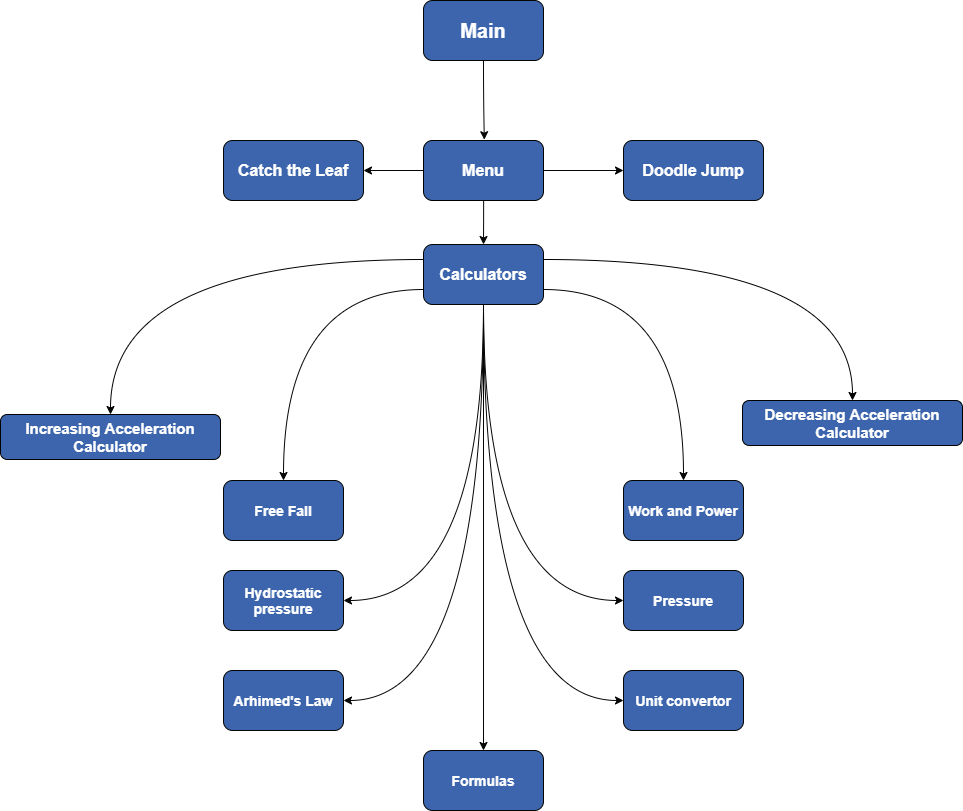 Main
Catch the Leaf
Menu
Doodle Jump
Calculators
Increasing Acceleration
Calculator
Decreasing Acceleration
Calculator
Free Fall
Work and Power
Hydrostatic
pressure
Pressure
Arhimed's Law
Unit convertor
Formulas